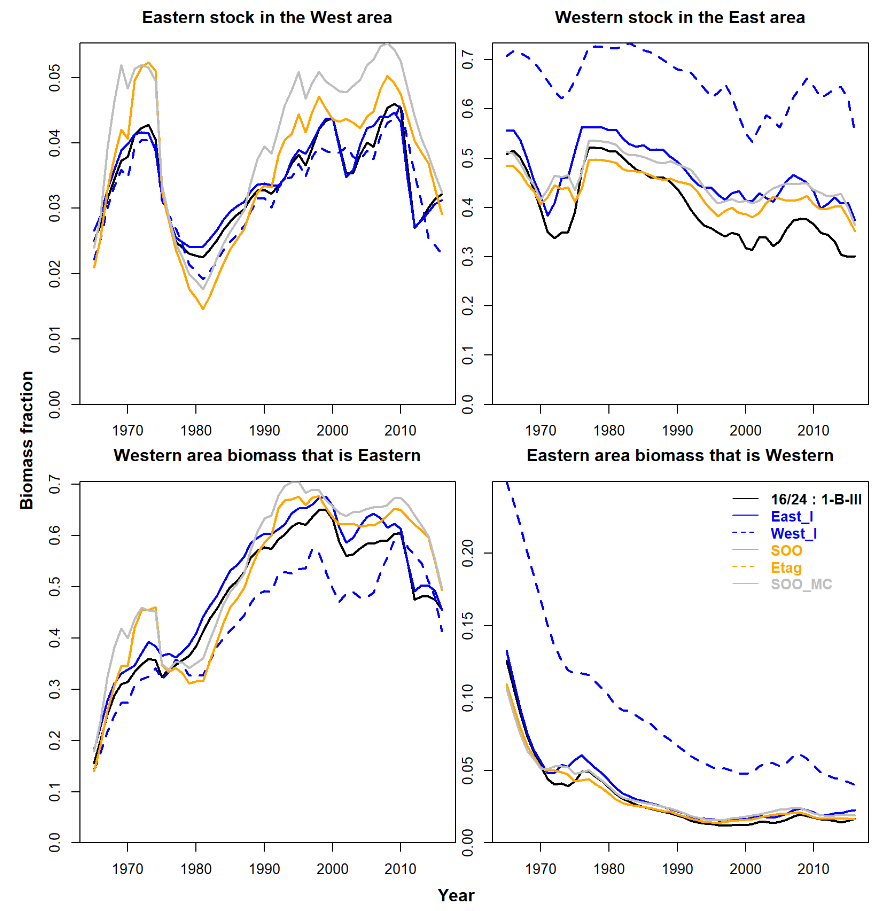 Eastern stock in the West area
Western stock in the East area
0.00 0.01 0.02 0.03 0.04 0.05
0.0 0.1 0.2 0.3 0.4 0.5 0.6 0.7
1970 1980 1990 2000 2010
1970 1980 1990 2000 2010
Biomass fraction
Western area biomass that is Eastern
Eastern area biomass that is Western
0.0 0.1 0.2 0.3 0.4 0.5 0.6 0.7
0.00 0.05 0.10 0.15 0.20
16/24 : 1-B-III
East_I
West_I
SOO
Etag
SOO_MC
1970 1980 1990 2000 2010
1970 1980 1990 2000 2010
Year